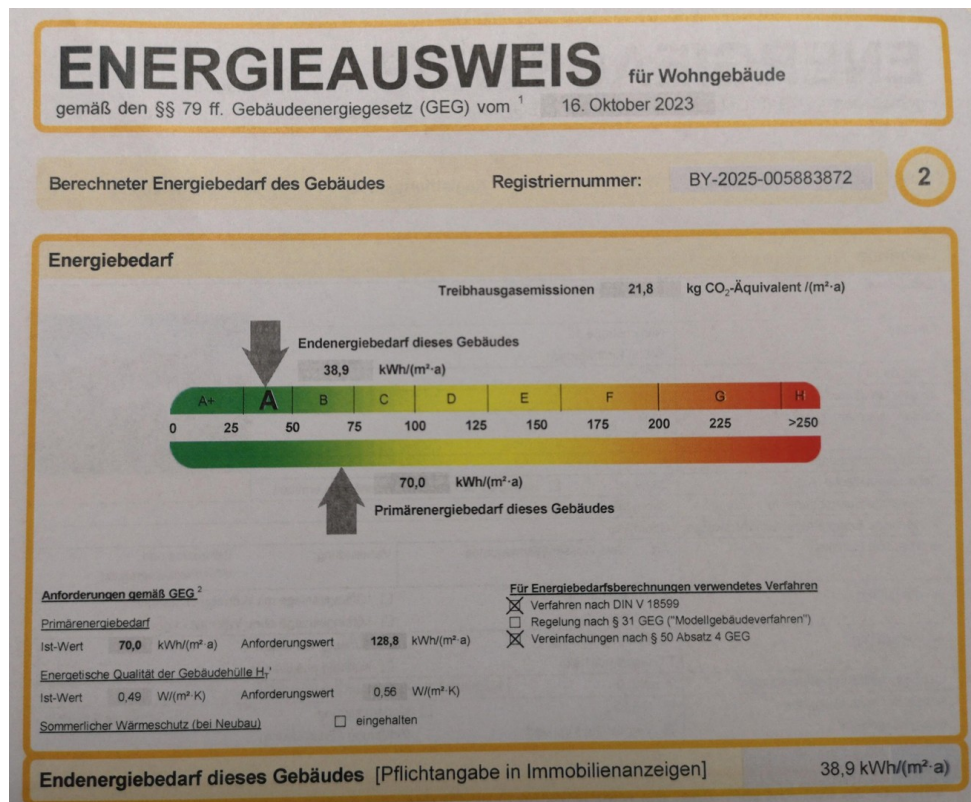 ENERGIEAUSWEIS für Wohngebäude
gemäß den §§ 79 ff. Gebäudeenergiegesetz (GEG) vom ¹ 16. Oktober 2023
Berechneter Energiebedarf des Gebäudes Registriernummer: BY-2025-005883872 2
Energiebedarf
Treibhausgasemissionen 21,8 kg CO₂-Äquivalent /(m²·a)
Endenergiebedarf dieses Gebäudes
38,9 kWh/(m²·a)
A+ A B C D E F G H
0 25 50 75 100 125 150 175 200 225 >250
70,0 kWh/(m²·a)
Primärenergiebedarf dieses Gebäudes
Anforderungen gemäß GEG ²
Primärenergiebedarf
Ist-Wert 70,0 kWh/(m²·a) Anforderungswert 128,8 kWh/(m²·a)
Energetische Qualität der Gebäudehülle H_T'
Ist-Wert 0,49 W/(m²·K) Anforderungswert 0,56 W/(m²·K)
Sommerlicher Wärmeschutz (bei Neubau) ☐ eingehalten
Für Energiebedarfsberechnungen verwendetes Verfahren
☒ Verfahren nach DIN V 18599
☐ Regelung nach § 31 GEG ("Modellgebäudeverfahren")
☒ Vereinfachungen nach § 50 Absatz 4 GEG
Endenergiebedarf dieses Gebäudes [Pflichtangabe in Immobilienanzeigen] 38,9 kWh/(m²·a)